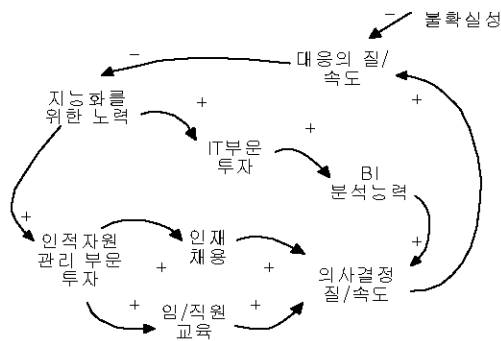 불확실성
−
−
대응의 질/
속도
지능화를
위한 노력
+
+
+
IT부문
투자
BI
분석능력
+
+
인적자원
관리 부문
투자
인재
채용
+
+
의사결정
질/속도
+
+
임/직원
교육